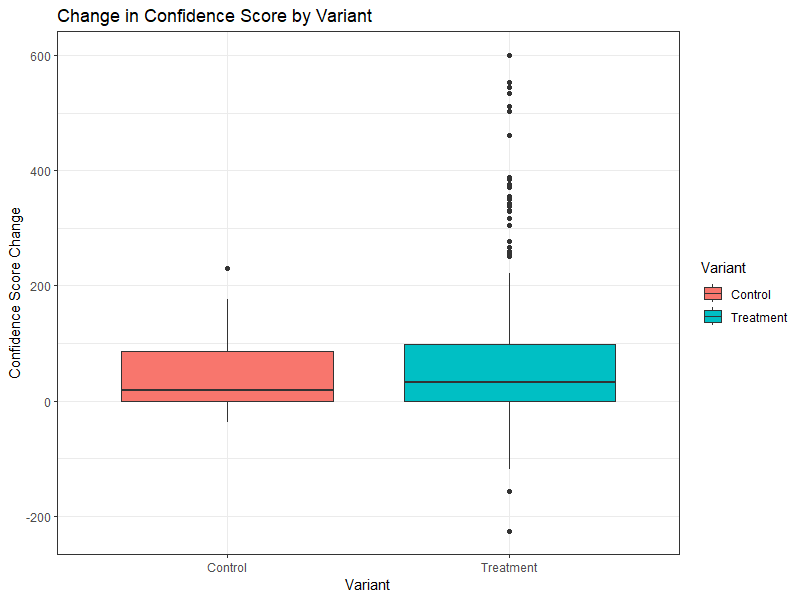 Change in Confidence Score by Variant
Confidence Score Change
600
400
200
0
-200
Control
Treatment
Variant
Variant
Control
Treatment